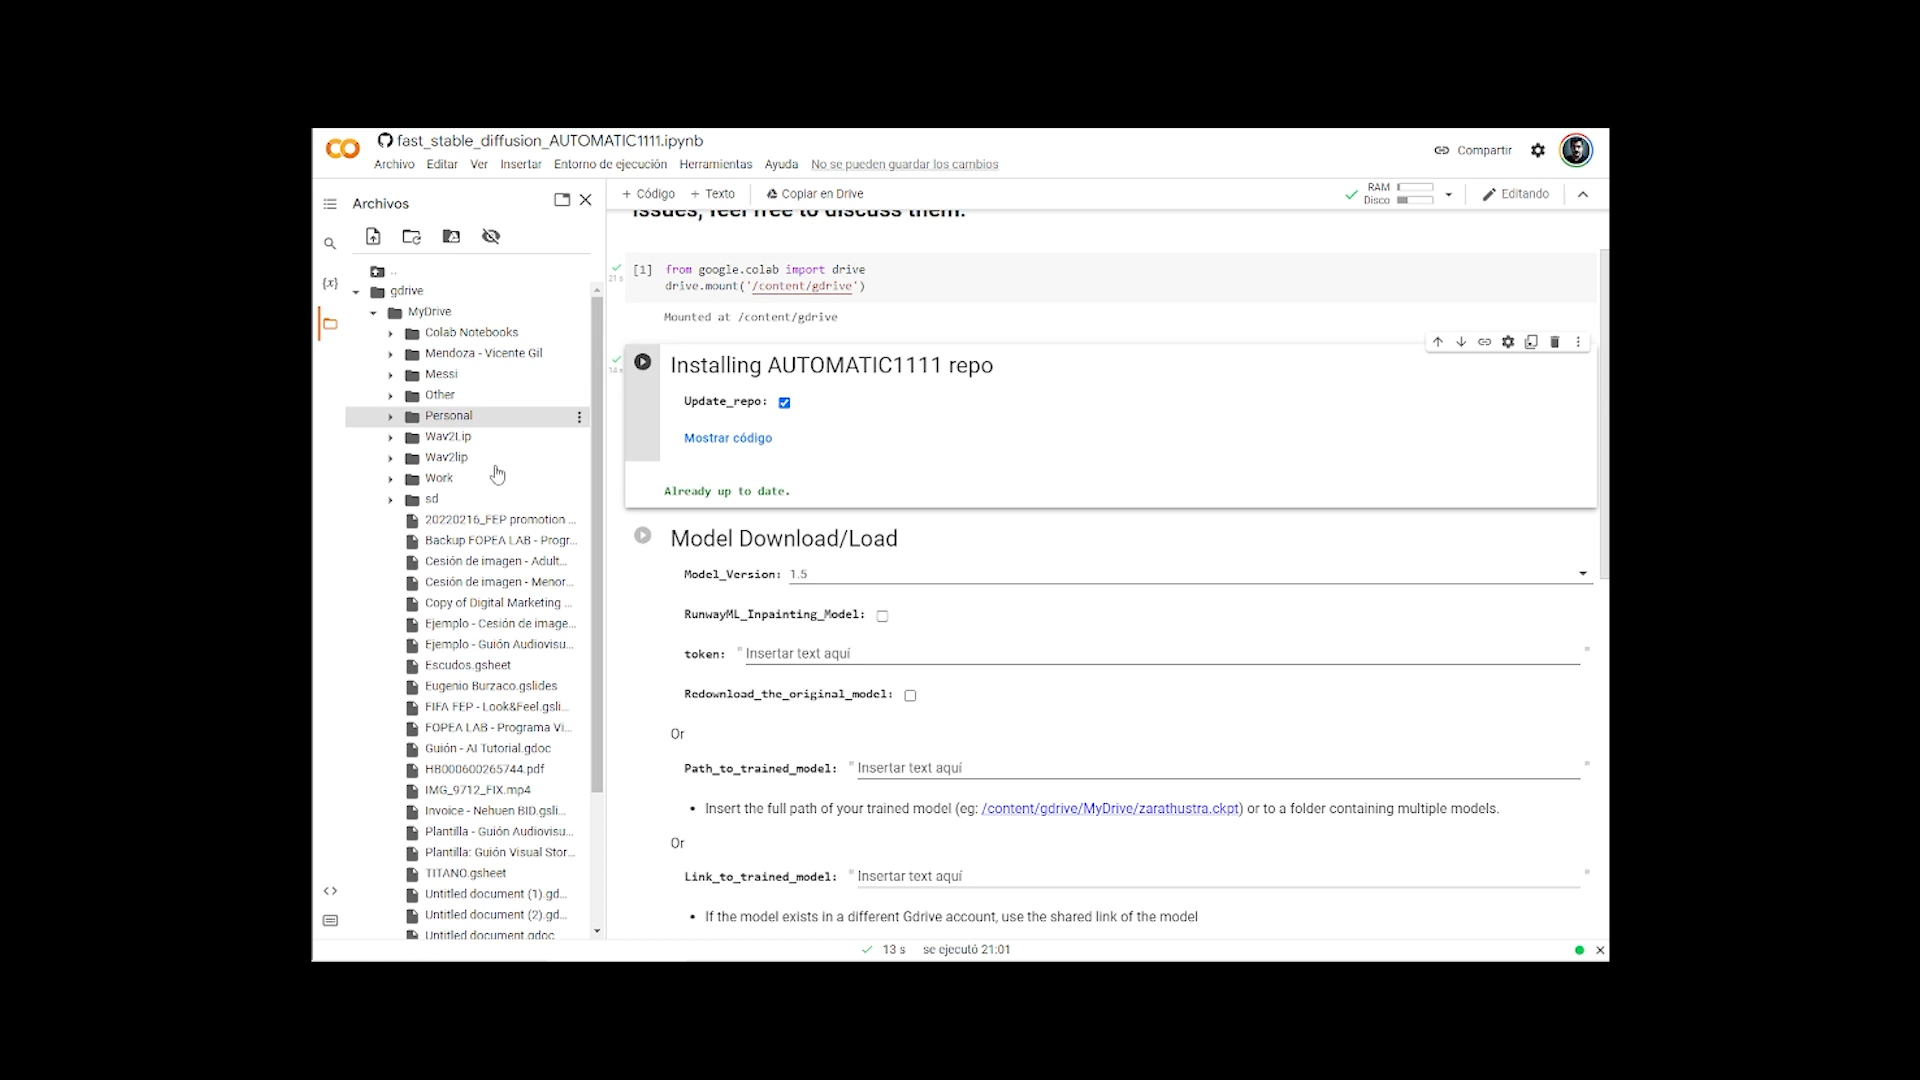 fast_stable_diffusion_AUTOMATIC1111.ipynb
Archivo Editar Ver Insertar Entorno de ejecución Herramientas Ayuda No se pueden guardar los cambios
Compartir
Archivos
+ Código + Texto Copiar en Drive
RAM
Disco
Editando
issues, feel free to discuss them.
..
gdrive
MyDrive
Colab Notebooks
Mendoza - Vicente Gil
Messi
Other
Personal
Wav2Lip
Wav2lip
Work
sd
20220216_FEP promotion ...
Backup FOPEA LAB - Progr...
Cesión de imagen - Adult...
Cesión de imagen - Menor...
Copy of Digital Marketing ...
Ejemplo - Cesión de image...
Ejemplo - Guión Audiovisu...
Escudos.gsheet
Eugenio Burzaco.gslides
FIFA FEP - Look&Feel.gsli...
FOPEA LAB - Programa Vi...
Guión - AI Tutorial.gdoc
HB000600265744.pdf
IMG_9712_FIX.mp4
Invoice - Nehuen BID.gsli...
Plantilla - Guión Audiovisu...
Plantilla: Guión Visual Stor...
TITANO.gsheet
Untitled document (1).gd...
Untitled document (2).gd...
Untitled document.gdoc
{x}
<>
21 s
[1] from google.colab import drive
drive.mount('/content/gdrive')
Mounted at /content/gdrive
14 s
Installing AUTOMATIC1111 repo
Update_repo:
Mostrar código
Already up to date.
Model Download/Load
Model_Version: 1.5
RunwayML_Inpainting_Model:
token: " Insertar text aquí "
Redownload_the_original_model:
Or
Path_to_trained_model: " Insertar text aquí "
• Insert the full path of your trained model (eg: /content/gdrive/MyDrive/zarathustra.ckpt) or to a folder containing multiple models.
Or
Link_to_trained_model: " Insertar text aquí "
• If the model exists in a different Gdrive account, use the shared link of the model
13 s se ejecutó 21:01